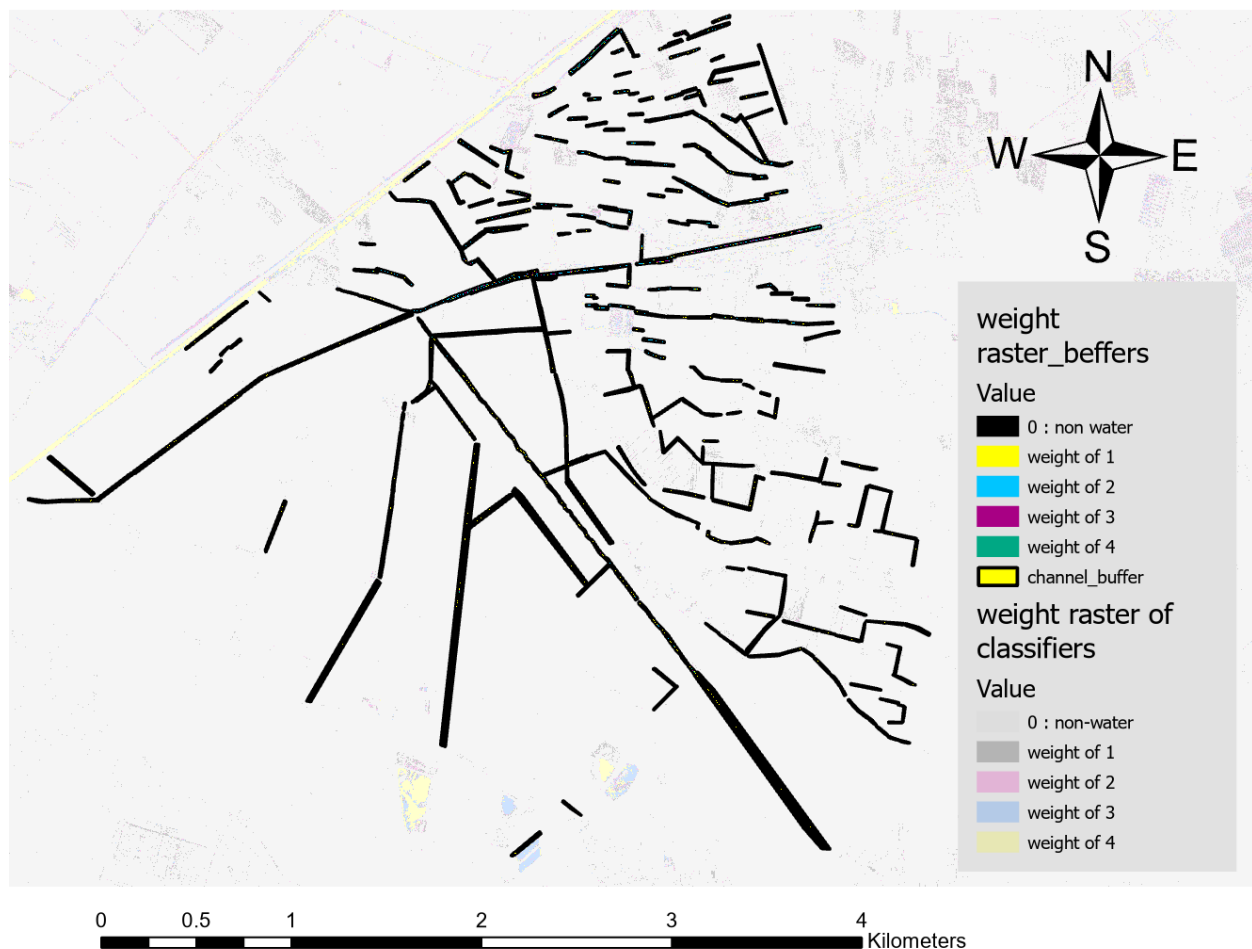 N
W E
S
weight
raster_beffers
Value
0 : non water
weight of 1
weight of 2
weight of 3
weight of 4
channel_buffer
weight raster of
classifiers
Value
0 : non-water
weight of 1
weight of 2
weight of 3
weight of 4
0 0.5 1 2 3 4
Kilometers